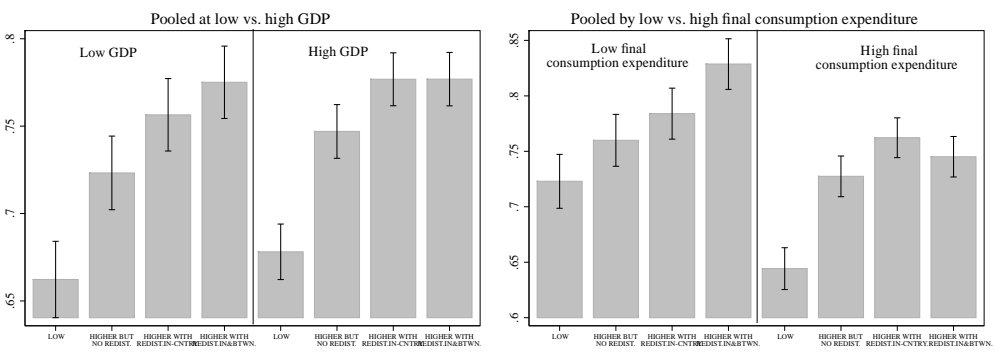 Pooled at low vs. high GDP
Low GDP
High GDP
.8
.75
.7
.65
LOW
HIGHER BUT
NO REDIST.
HIGHER WITH
REDIST.IN-CNTRY.
HIGHER WITH
REDIST.IN&BTWN.
LOW
HIGHER BUT
NO REDIST.
HIGHER WITH
REDIST.IN-CNTRY.
HIGHER WITH
REDIST.IN&BTWN.
Pooled by low vs. high final consumption expenditure
Low final
consumption expenditure
High final
consumption expenditure
.85
.8
.75
.7
.65
.6
LOW
HIGHER BUT
NO REDIST.
HIGHER WITH
REDIST.IN-CNTRY.
HIGHER WITH
REDIST.IN&BTWN.
LOW
HIGHER BUT
NO REDIST.
HIGHER WITH
REDIST.IN-CNTRY.
HIGHER WITH
REDIST.IN&BTWN.